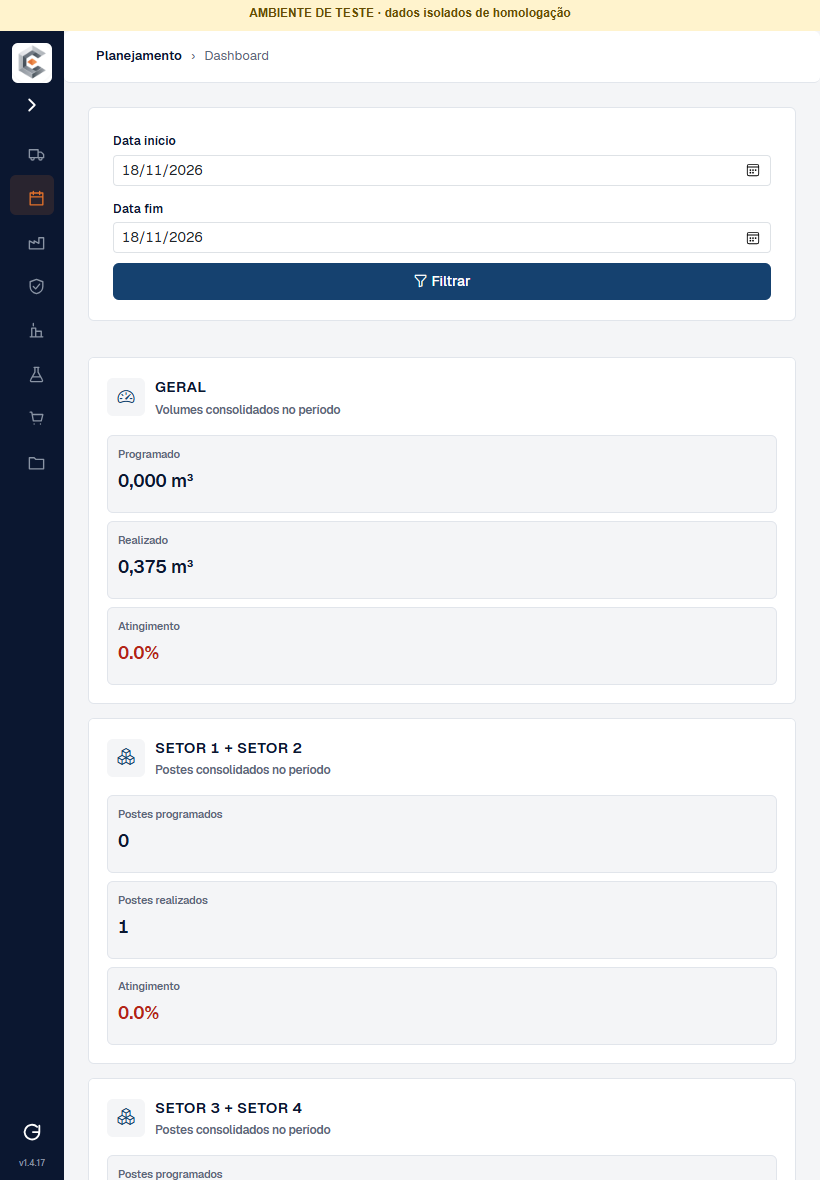 AMBIENTE DE TESTE · dados isolados de homologação
Planejamento › Dashboard
Data início
18/11/2026
Data fim
18/11/2026
Filtrar
GERAL
Volumes consolidados no período
Programado
0,000 m³
Realizado
0,375 m³
Atingimento
0.0%
SETOR 1 + SETOR 2
Postes consolidados no período
Postes programados
0
Postes realizados
1
Atingimento
0.0%
SETOR 3 + SETOR 4
Postes consolidados no período
Postes programados
v1.4.17